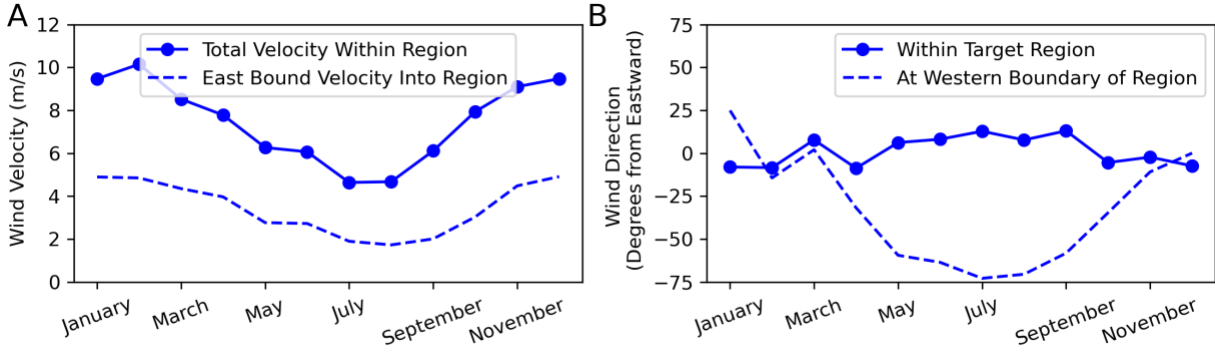 A
Wind Velocity (m/s)
12
10
8
6
4
2
0
Total Velocity Within Region
East Bound Velocity Into Region
January
March
May
July
September
November
B
Wind Direction
(Degrees from Eastward)
75
50
25
0
−25
−50
−75
Within Target Region
At Western Boundary of Region
January
March
May
July
September
November